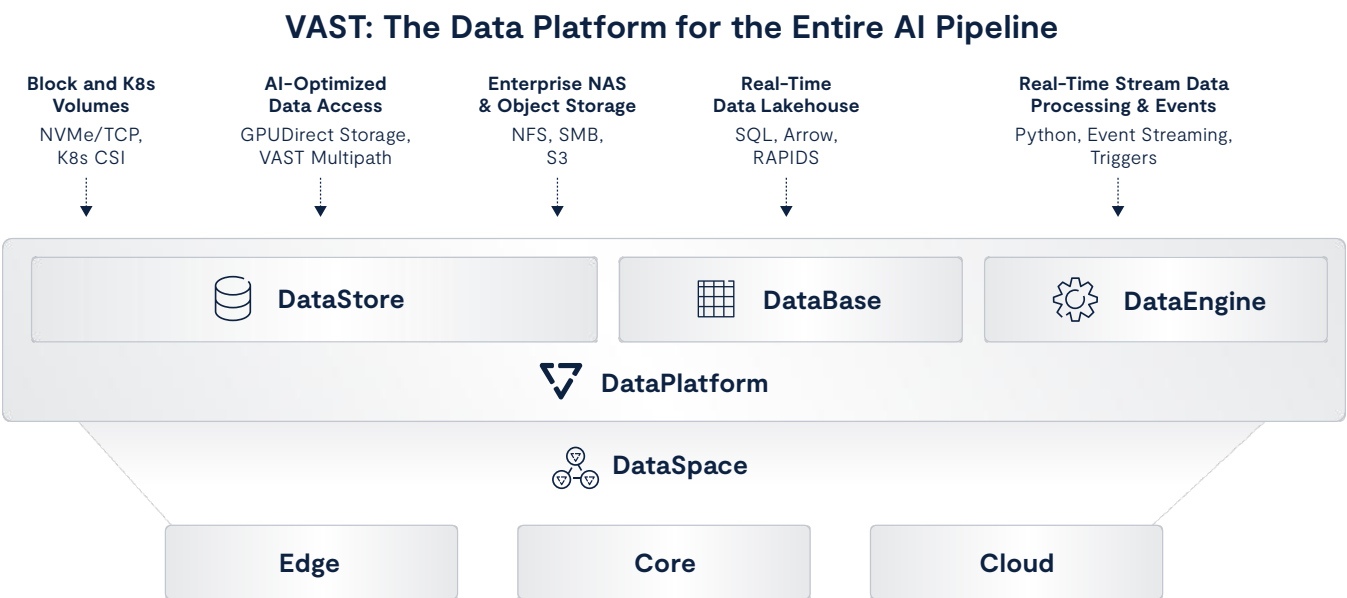 VAST: The Data Platform for the Entire AI Pipeline
Block and K8s
Volumes
NVMe/TCP,
K8s CSI
AI-Optimized
Data Access
GPUDirect Storage,
VAST Multipath
Enterprise NAS
& Object Storage
NFS, SMB,
S3
Real-Time
Data Lakehouse
SQL, Arrow,
RAPIDS
Real-Time Stream Data
Processing & Events
Python, Event Streaming,
Triggers
DataStore
DataBase
DataEngine
DataPlatform
DataSpace
Edge
Core
Cloud